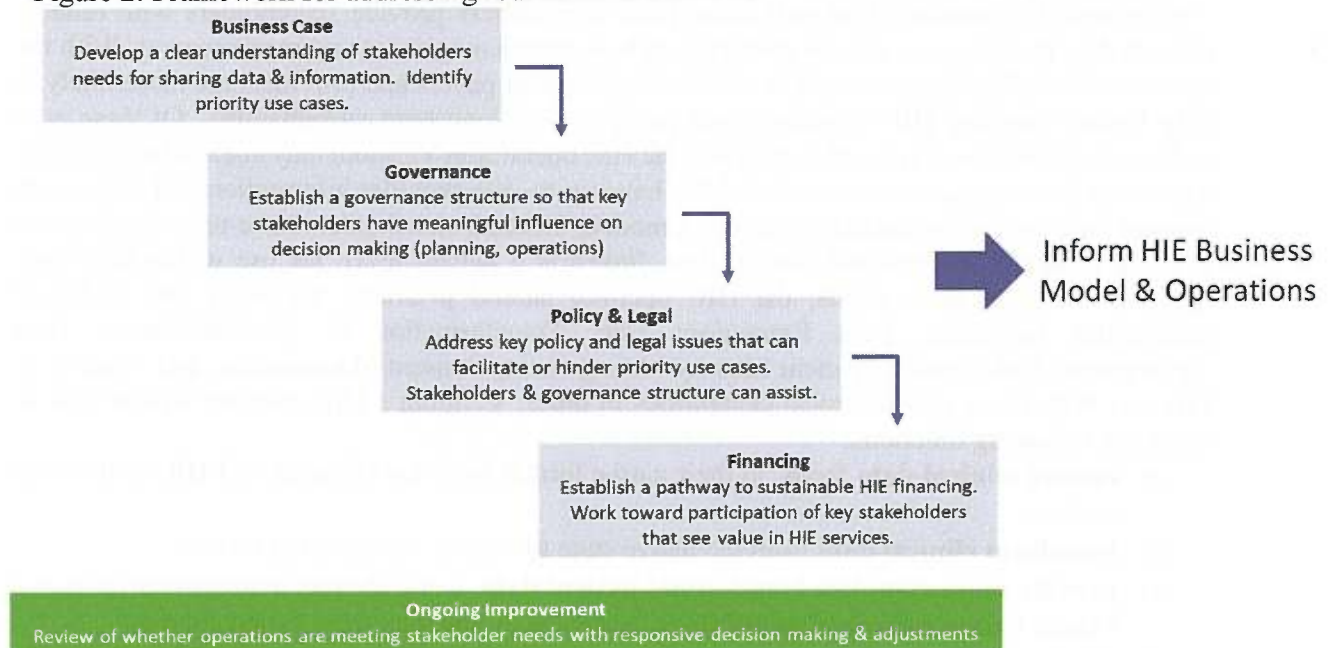 Business Case
Develop a clear understanding of stakeholders
needs for sharing data & information. Identify
priority use cases.
Governance
Establish a governance structure so that key
stakeholders have meaningful influence on
decision making (planning, operations)
Inform HIE Business
Model & Operations
Policy & Legal
Address key policy and legal issues that can
facilitate or hinder priority use cases.
Stakeholders & governance structure can assist.
Financing
Establish a pathway to sustainable HIE financing.
Work toward participation of key stakeholders
that see value in HIE services.
Ongoing Improvement
Review of whether operations are meeting stakeholder needs with responsive decision making & adjustments